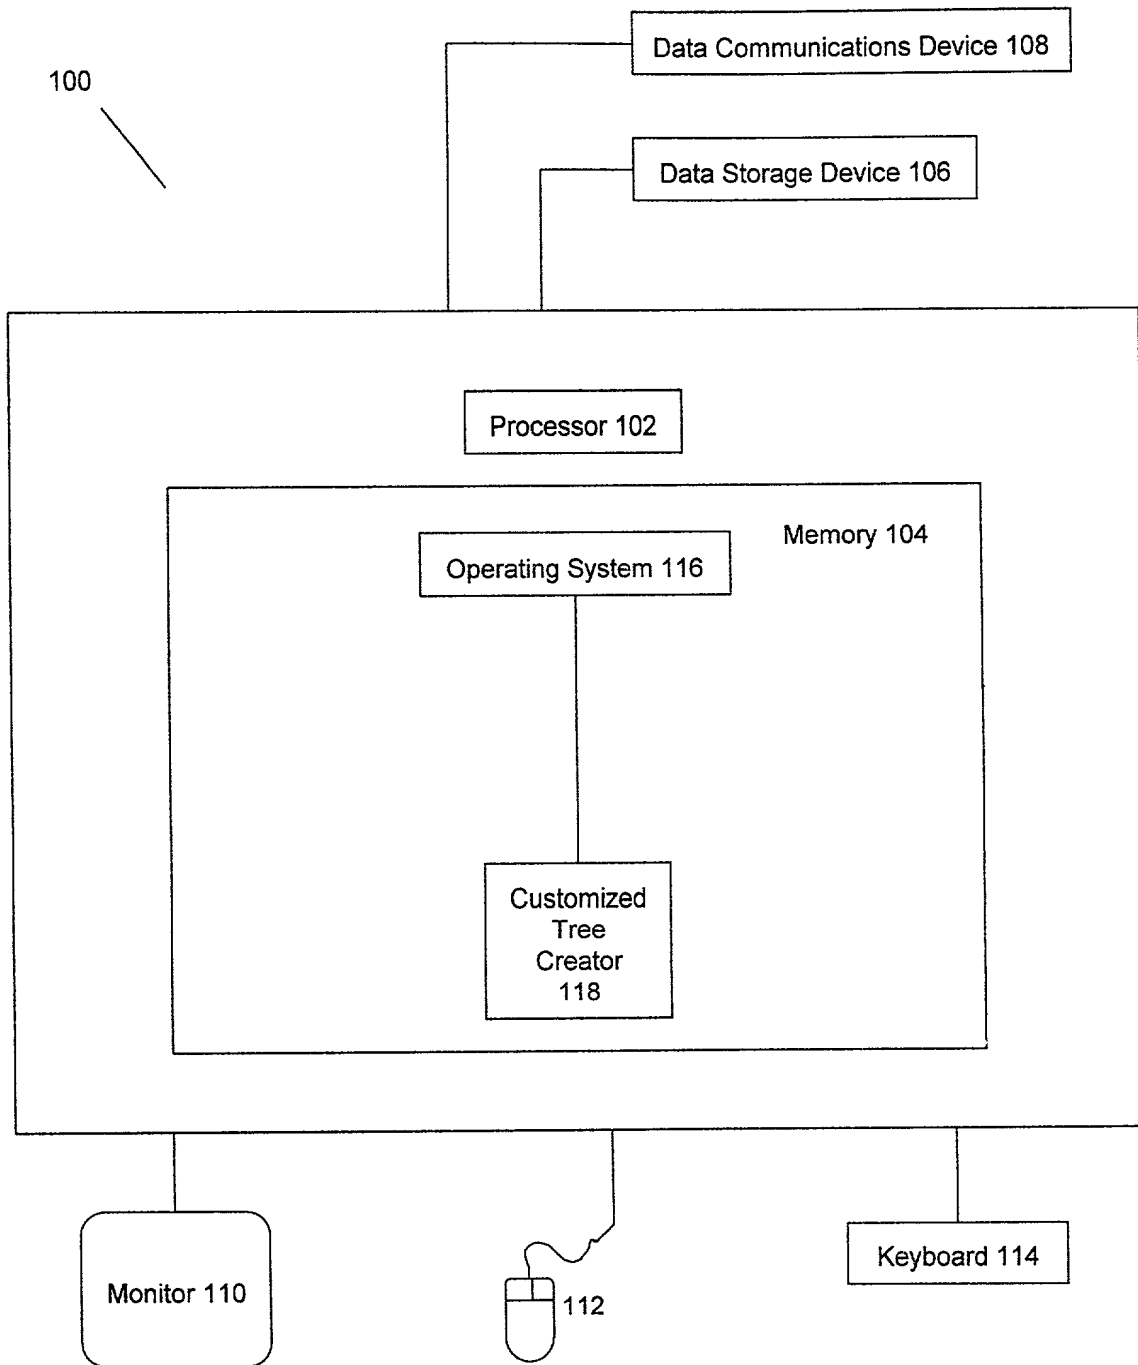 Data Communications Device 108
100
Data Storage Device 106
Processor 102
Memory 104
Operating System 116
Customized
Tree
Creator
118
Monitor 110
112
Keyboard 114